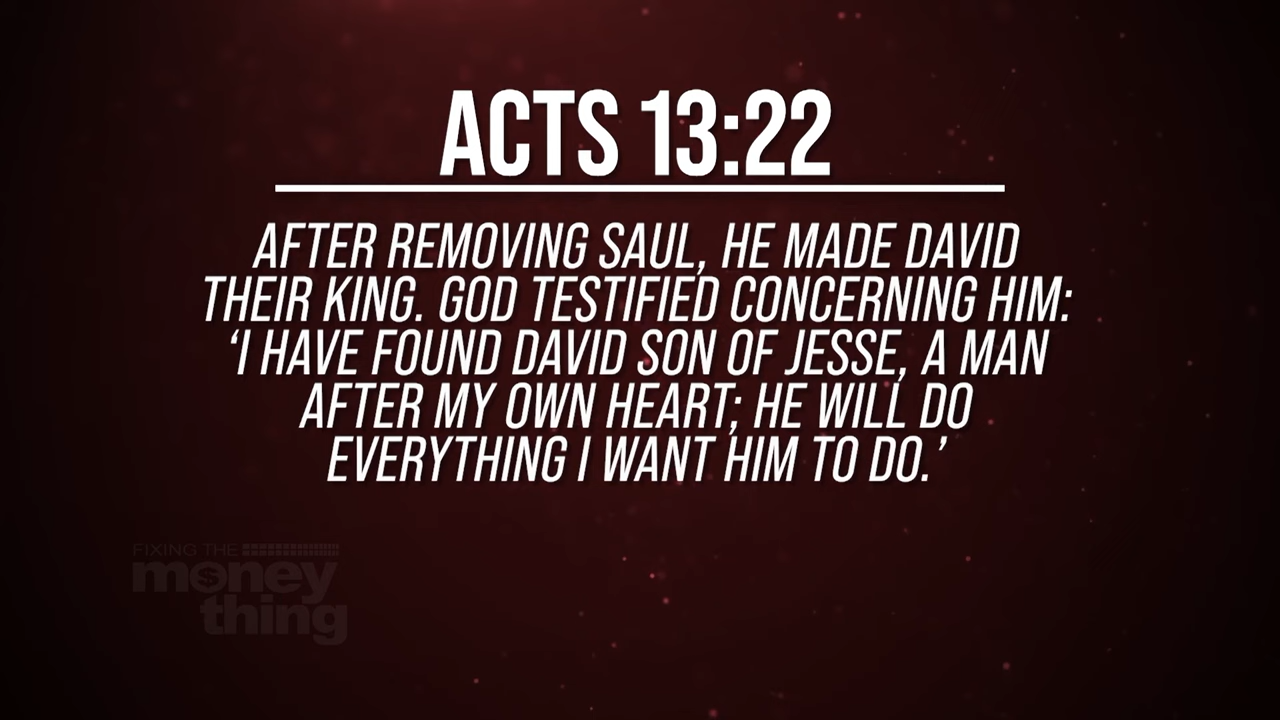 ACTS 13:22
AFTER REMOVING SAUL, HE MADE DAVID
THEIR KING. GOD TESTIFIED CONCERNING HIM:
‘I HAVE FOUND DAVID SON OF JESSE, A MAN
AFTER MY OWN HEART; HE WILL DO
EVERYTHING I WANT HIM TO DO.’
FIXING THE
money
thing